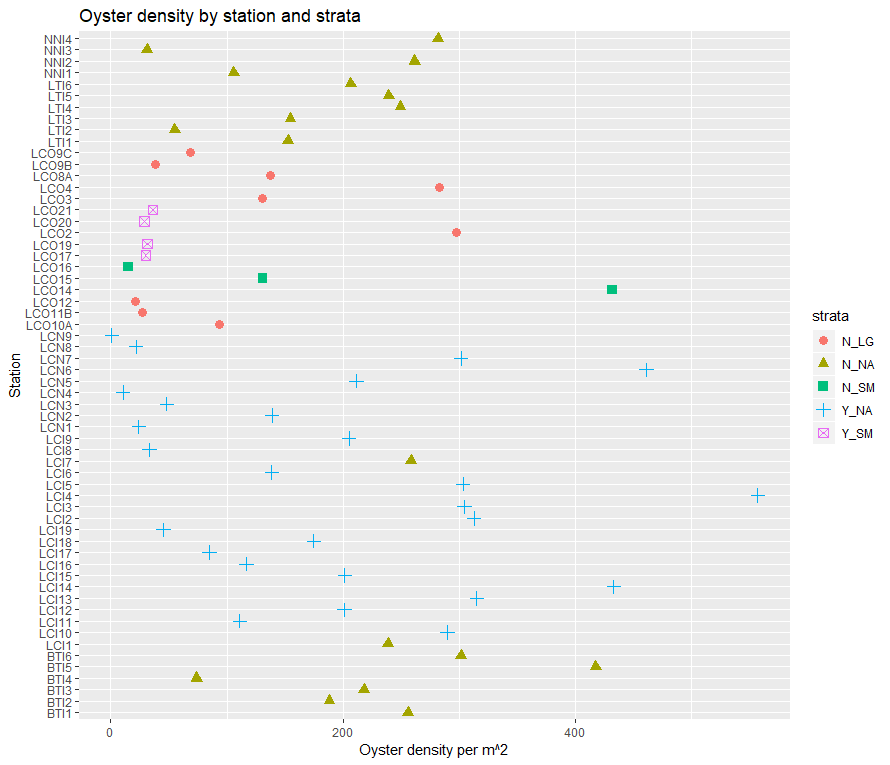 Oyster density by station and strata
NNI4
NNI3
NNI2
NNI1
LTI6
LTI5
LTI4
LTI3
LTI2
LTI1
LCO9C
LCO9B
LCO8A
LCO4
LCO3
LCO21
LCO20
LCO2
LCO19
LCO17
LCO16
LCO15
LCO14
LCO12
LCO11B
LCO10A
LCN9
LCN8
LCN7
LCN6
LCN5
LCN4
LCN3
LCN2
LCN1
LCI9
LCI8
LCI7
LCI6
LCI5
LCI4
LCI3
LCI2
LCI19
LCI18
LCI17
LCI16
LCI15
LCI14
LCI13
LCI12
LCI11
LCI10
LCI1
BTI6
BTI5
BTI4
BTI3
BTI2
BTI1
Station
0 200 400
Oyster density per m^2
strata
N_LG
N_NA
N_SM
Y_NA
Y_SM